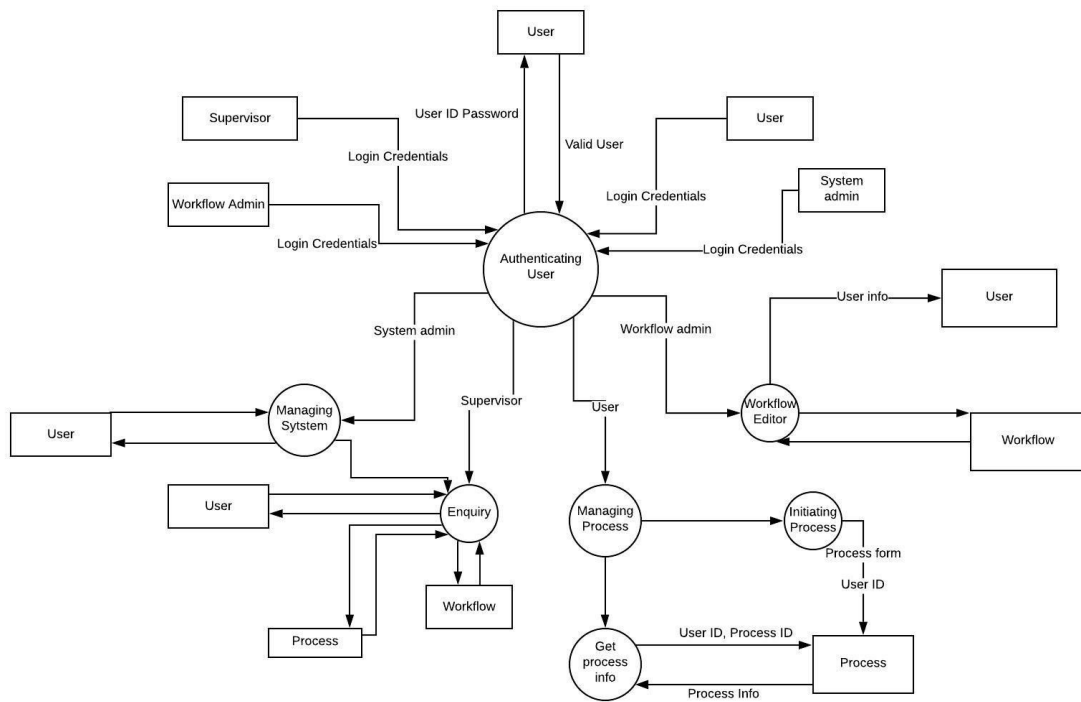 User
User ID Password
Valid User
Supervisor
Login Credentials
User
Login Credentials
System
admin
Login Credentials
Workflow Admin
Login Credentials
Authenticating
User
System admin
Supervisor
User
Workflow admin
User info
User
Managing
Sytstem
User
Workflow
Editor
Workflow
User
Enquiry
Process
Workflow
Managing
Process
Initiating
Process
Process form
User ID
Get
process
info
User ID, Process ID
Process Info
Process